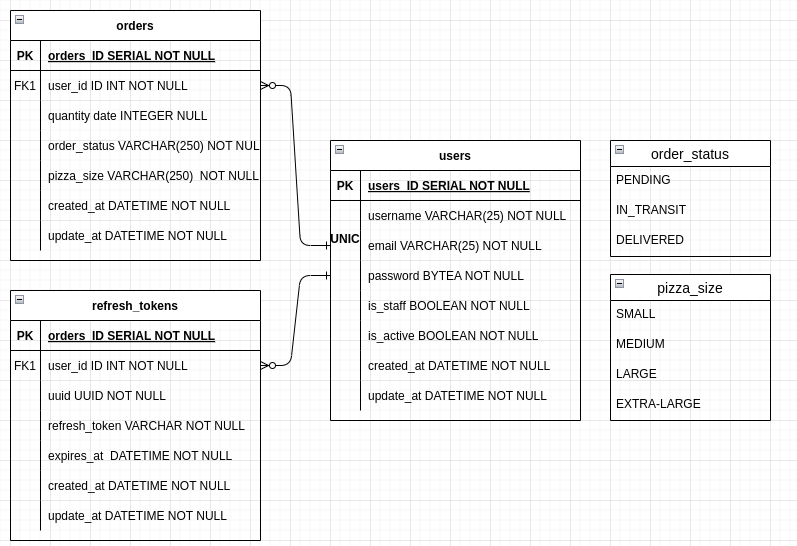 orders
PK orders_ID SERIAL NOT NULL
FK1 user_id ID INT NOT NULL
quantity date INTEGER NULL
order_status VARCHAR(250) NOT NUL
pizza_size VARCHAR(250) NOT NULL
created_at DATETIME NOT NULL
update_at DATETIME NOT NULL
refresh_tokens
PK orders_ID SERIAL NOT NULL
FK1 user_id ID INT NOT NULL
uuid UUID NOT NULL
refresh_token VARCHAR NOT NULL
expires_at DATETIME NOT NULL
created_at DATETIME NOT NULL
update_at DATETIME NOT NULL
users
PK users_ID SERIAL NOT NULL
username VARCHAR(25) NOT NULL
UNIC
email VARCHAR(25) NOT NULL
password BYTEA NOT NULL
is_staff BOOLEAN NOT NULL
is_active BOOLEAN NOT NULL
created_at DATETIME NOT NULL
update_at DATETIME NOT NULL
order_status
PENDING
IN_TRANSIT
DELIVERED
pizza_size
SMALL
MEDIUM
LARGE
EXTRA-LARGE